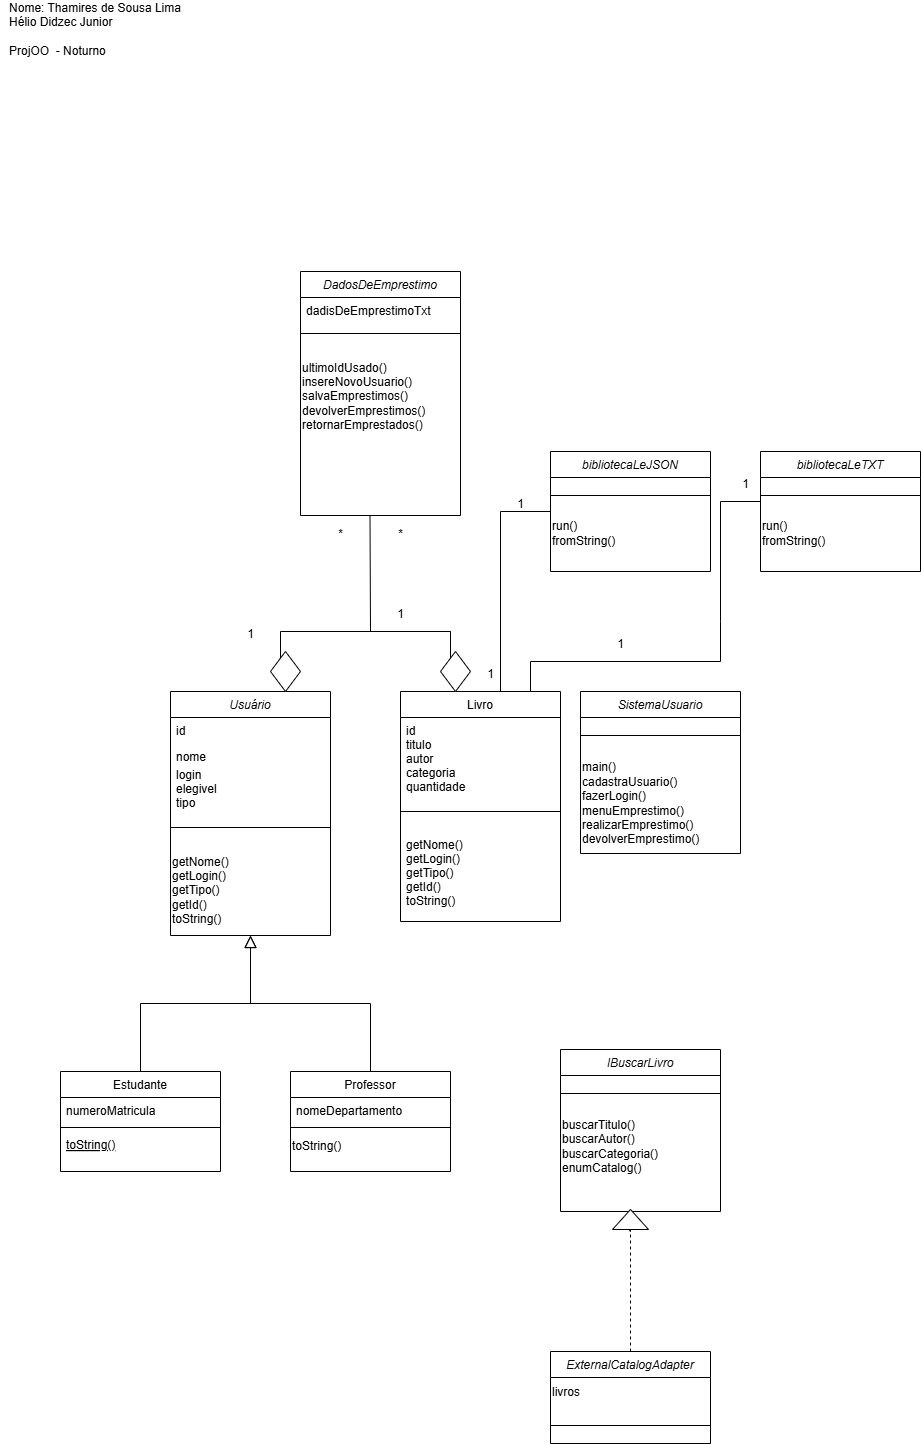 Nome: Thamires de Sousa Lima
Hélio Didzec Junior
ProjOO - Noturno
DadosDeEmprestimo
dadisDeEmprestimoTxt
ultimoIdUsado()
insereNovoUsuario()
salvaEmprestimos()
devolverEmprestimos()
retornarEmprestados()
bibliotecaLeJSON
run()
fromString()
bibliotecaLeTXT
run()
fromString()
1
1
*
*
1
1
1
1
Usuário
id
nome
login
elegivel
tipo
getNome()
getLogin()
getTipo()
getId()
toString()
Livro
id
titulo
autor
categoria
quantidade
getNome()
getLogin()
getTipo()
getId()
toString()
SistemaUsuario
main()
cadastraUsuario()
fazerLogin()
menuEmprestimo()
realizarEmprestimo()
devolverEmprestimo()
Estudante
numeroMatricula
toString()
Professor
nomeDepartamento
toString()
IBuscarLivro
buscarTitulo()
buscarAutor()
buscarCategoria()
enumCatalog()
ExternalCatalogAdapter
livros